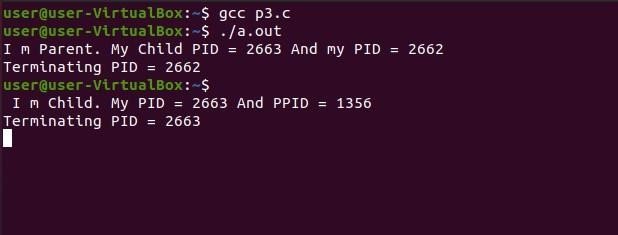 user@user-VirtualBox:~$ gcc p3.c
user@user-VirtualBox:~$ ./a.out
I m Parent. My Child PID = 2663 And my PID = 2662
Terminating PID = 2662
user@user-VirtualBox:~$
 I m Child. My PID = 2663 And PPID = 1356
Terminating PID = 2663